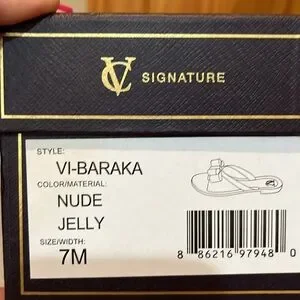 VC SIGNATURE
STYLE:
VI-BARAKA
COLOR/MATERIAL:
NUDE
JELLY
SIZE/WIDTH:
7M
8 86216 97948 0